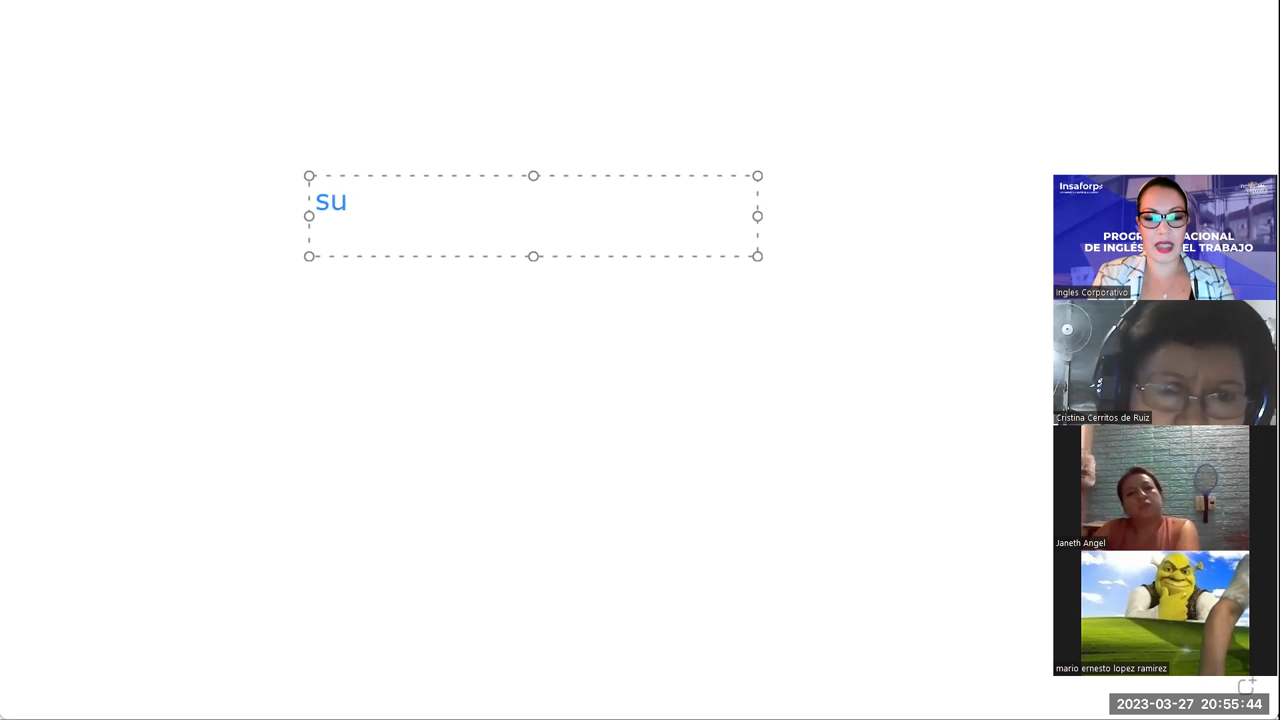 su
Insaforp
PROGR ACIONAL
DE INGLÉS EL TRABAJO
Ingles Corporativo
Cristina Cerritos de Ruiz
Janeth Angel
mario ernesto lopez ramirez
2023-03-27 20:55:44